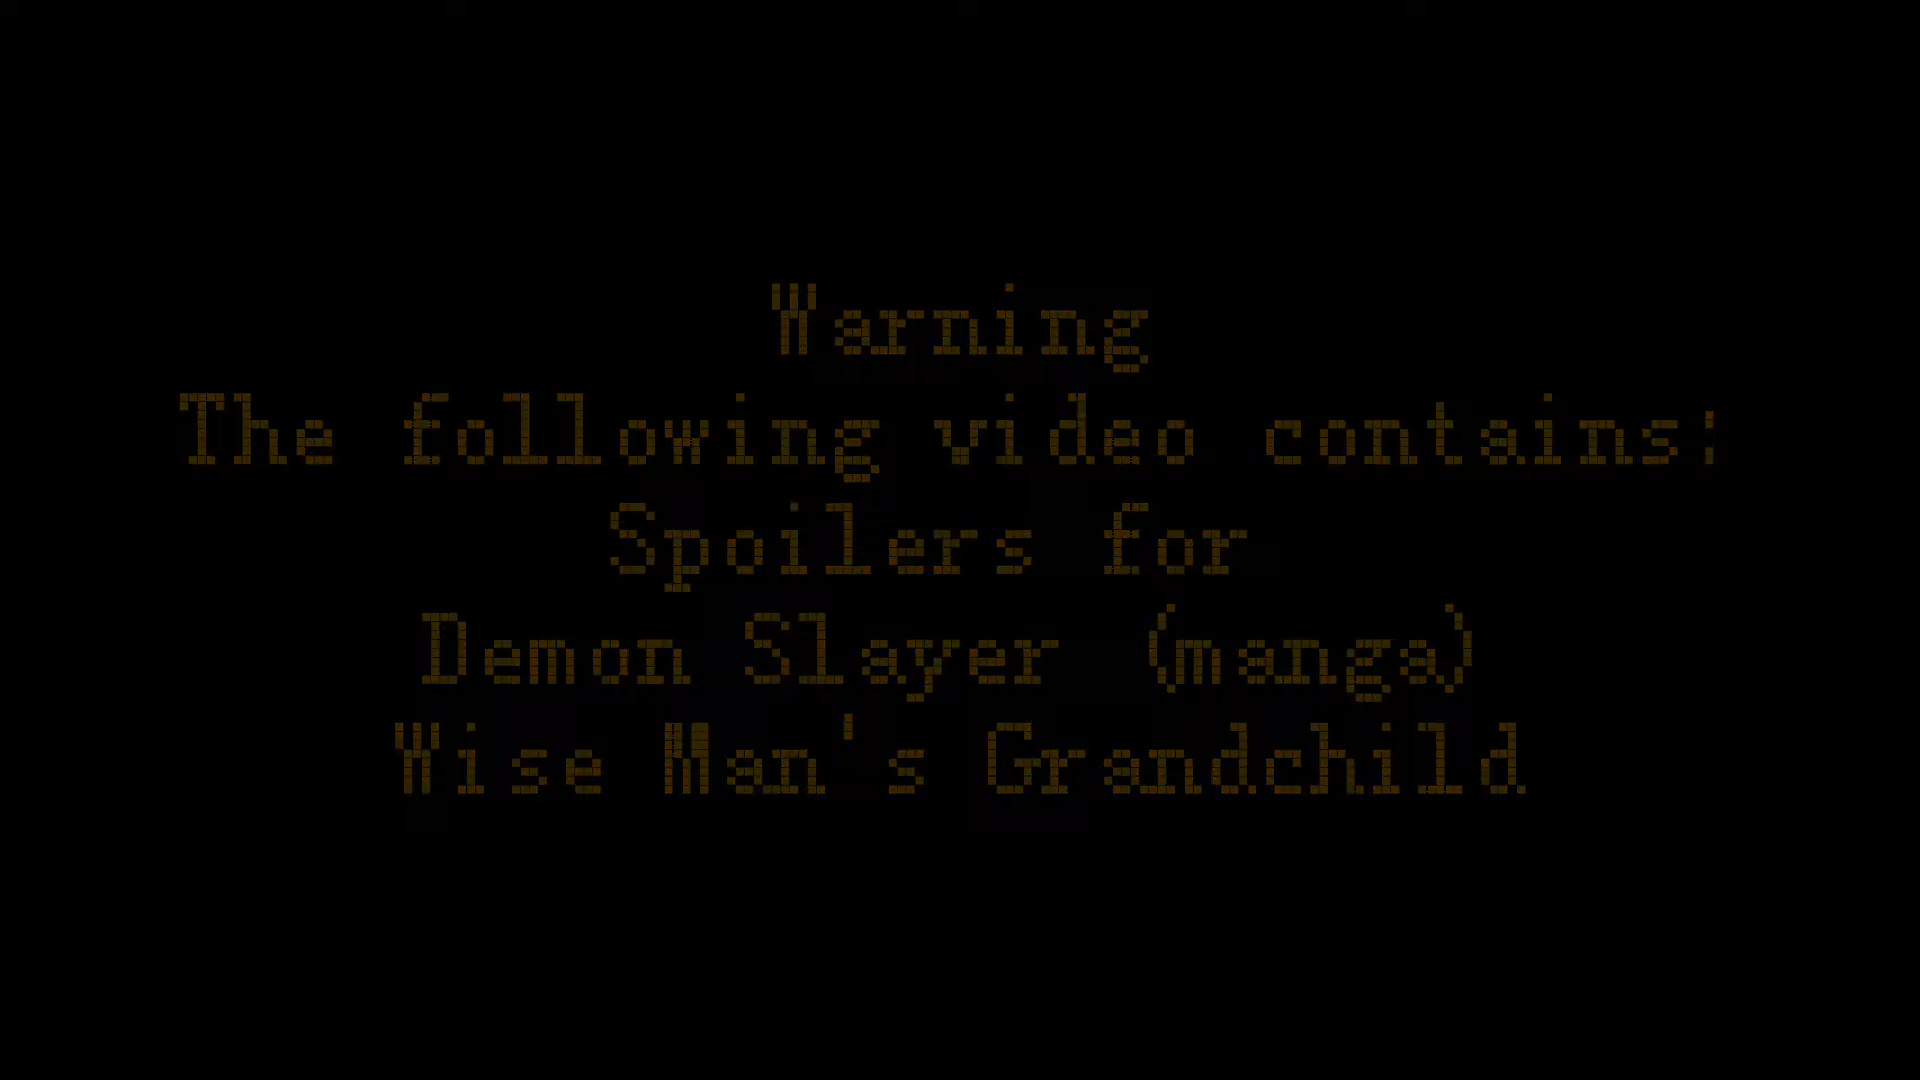 Warning
The following video contains:
Spoilers for
Demon Slayer (manga)
Wise Man's Grandchild